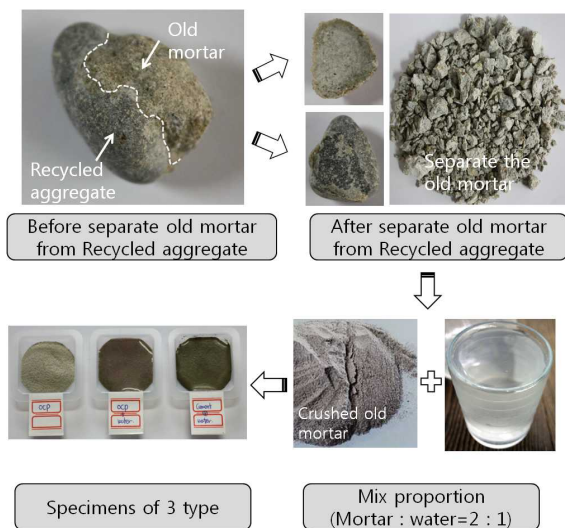 Old
mortar
Recycled
aggregate
Separate the
old mortar
Before separate old mortar
from Recycled aggregate
After separate old mortar
from Recycled aggregate
OCP
OCP
+
water
Cement
+
water
Crushed old
mortar
Specimens of 3 type
Mix proportion
(Mortar : water=2 : 1)